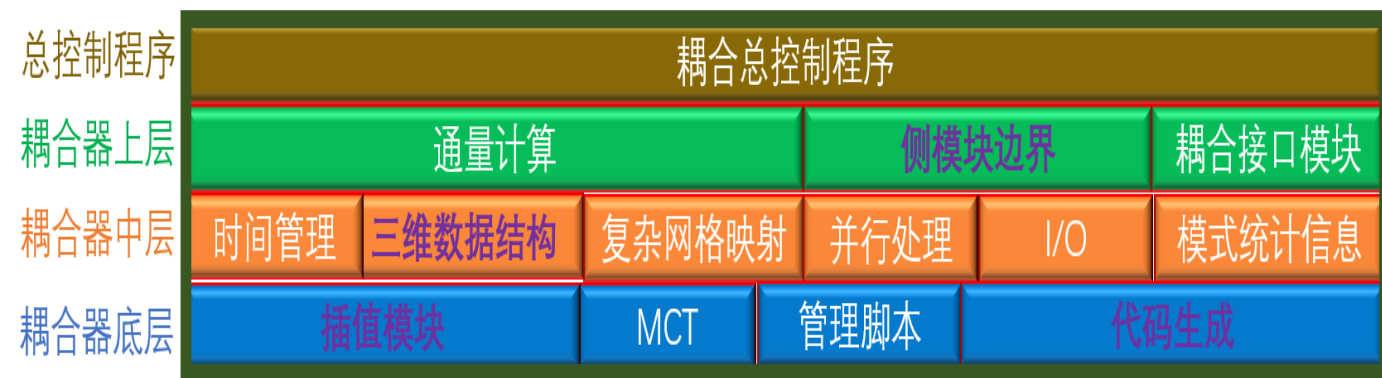 总控制程序 耦合总控制程序
耦合器上层 通量计算 侧模块边界 耦合接口模块
耦合器中层 时间管理 三维数据结构 复杂网格映射 并行处理 I/O 模式统计信息
耦合器底层 插值模块 MCT 管理脚本 代码生成